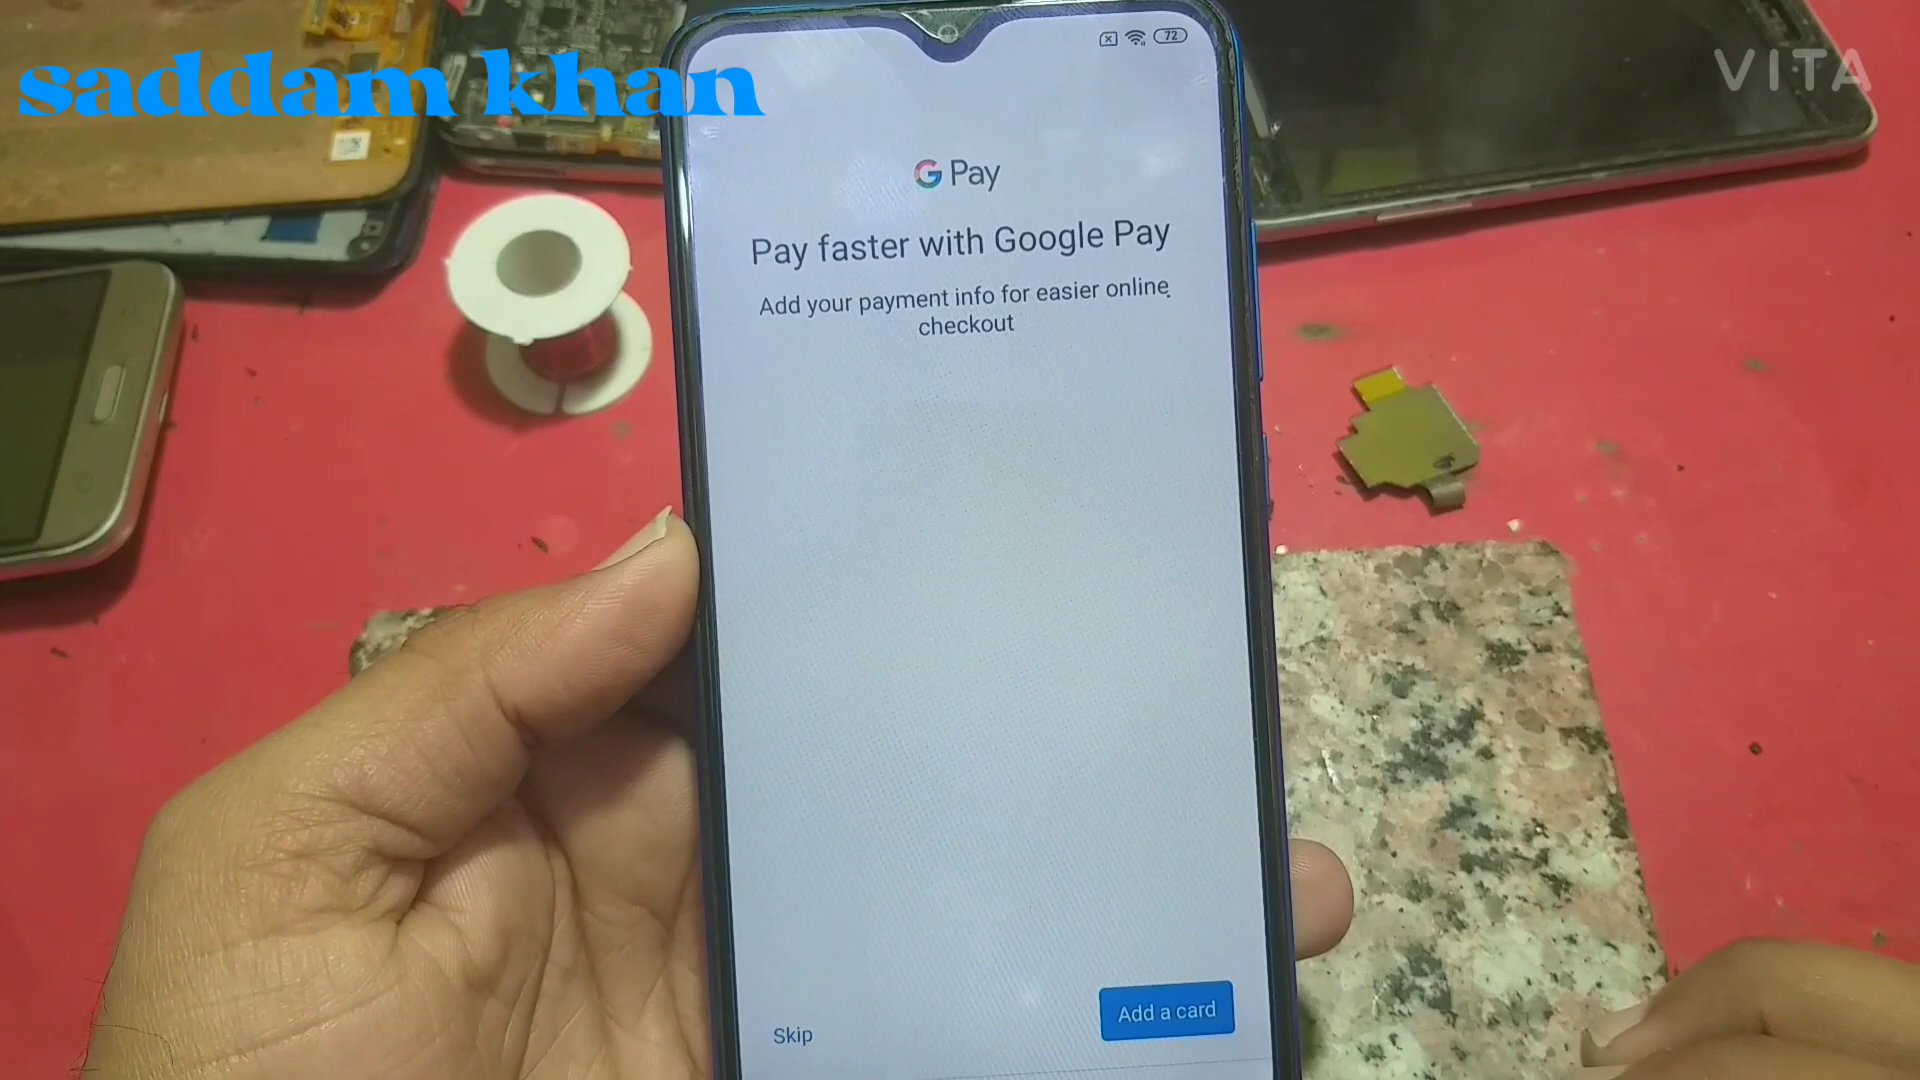 saddam khan
VITA
72
G Pay
Pay faster with Google Pay
Add your payment info for easier online
checkout
Skip
Add a card